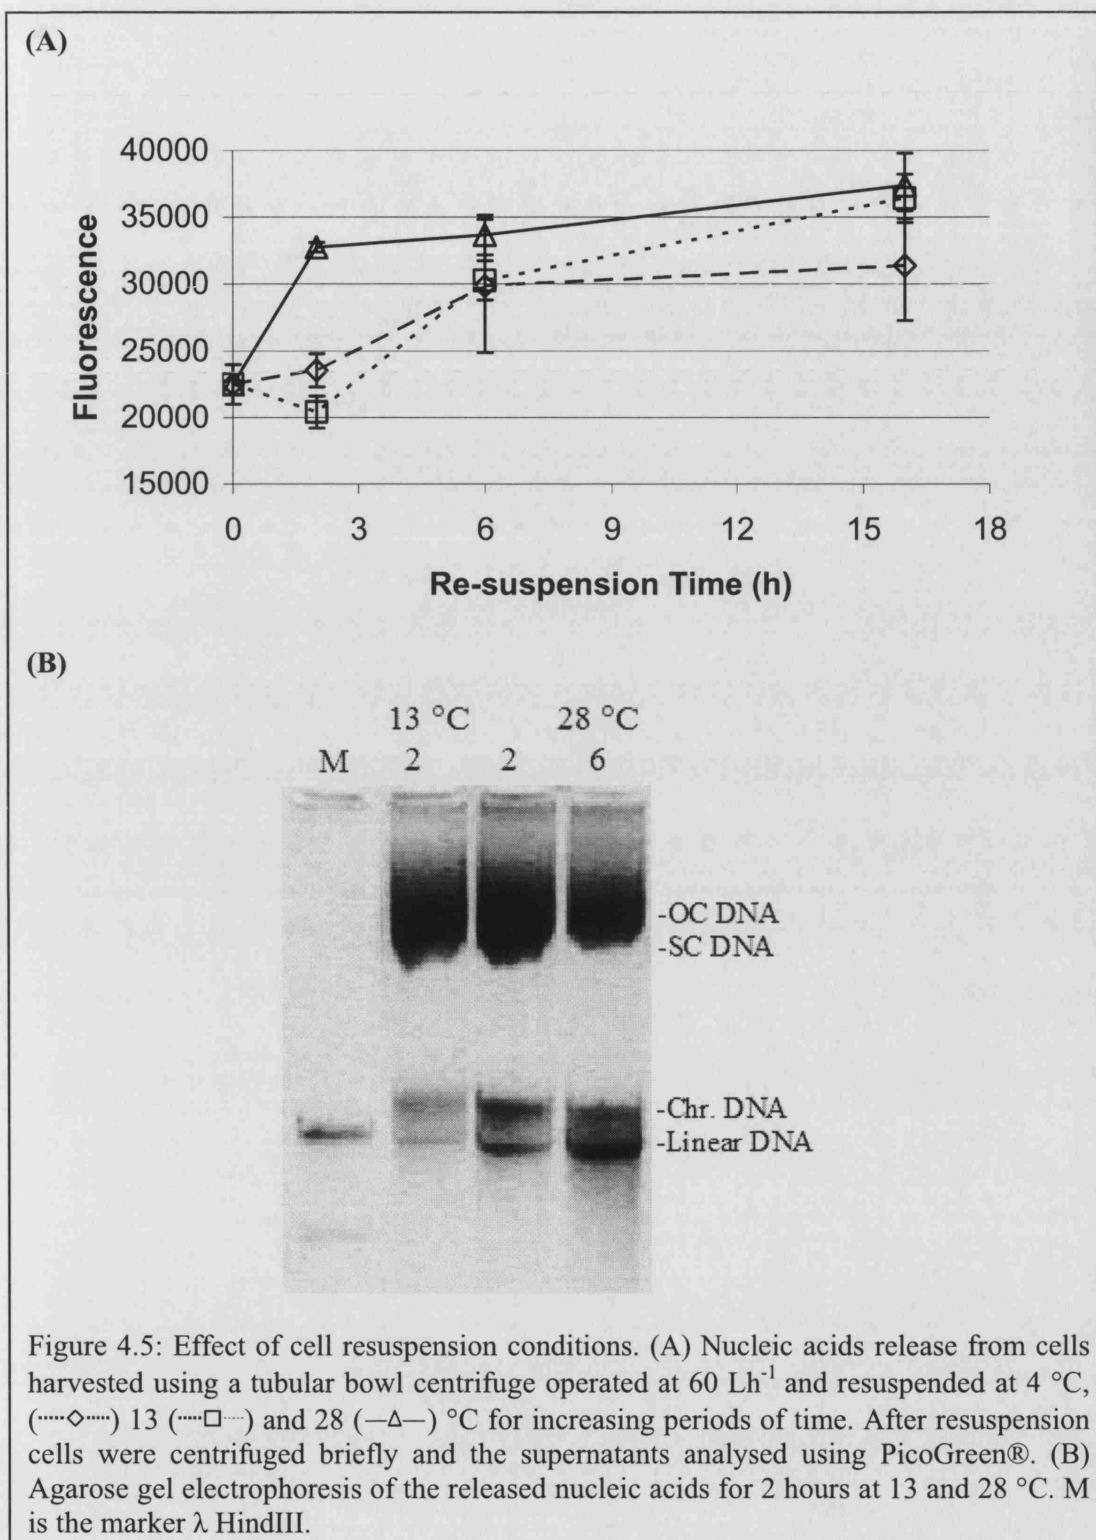 (A)
40000
35000
30000
25000
20000
15000
Fluorescence
0 3 6 9 12 15 18
Re-suspension Time (h)
(B)
13 °C 28 °C
M 2 2 6
-OC DNA
-SC DNA
-Chr. DNA
-Linear DNA
Figure 4.5: Effect of cell resuspension conditions. (A) Nucleic acids release from cells
harvested using a tubular bowl centrifuge operated at 60 Lh⁻¹ and resuspended at 4 °C,
(·····◇·····) 13 (·····□·····) and 28 (—Δ—) °C for increasing periods of time. After resuspension
cells were centrifuged briefly and the supernatants analysed using PicoGreen®. (B)
Agarose gel electrophoresis of the released nucleic acids for 2 hours at 13 and 28 °C. M
is the marker λ HindIII.